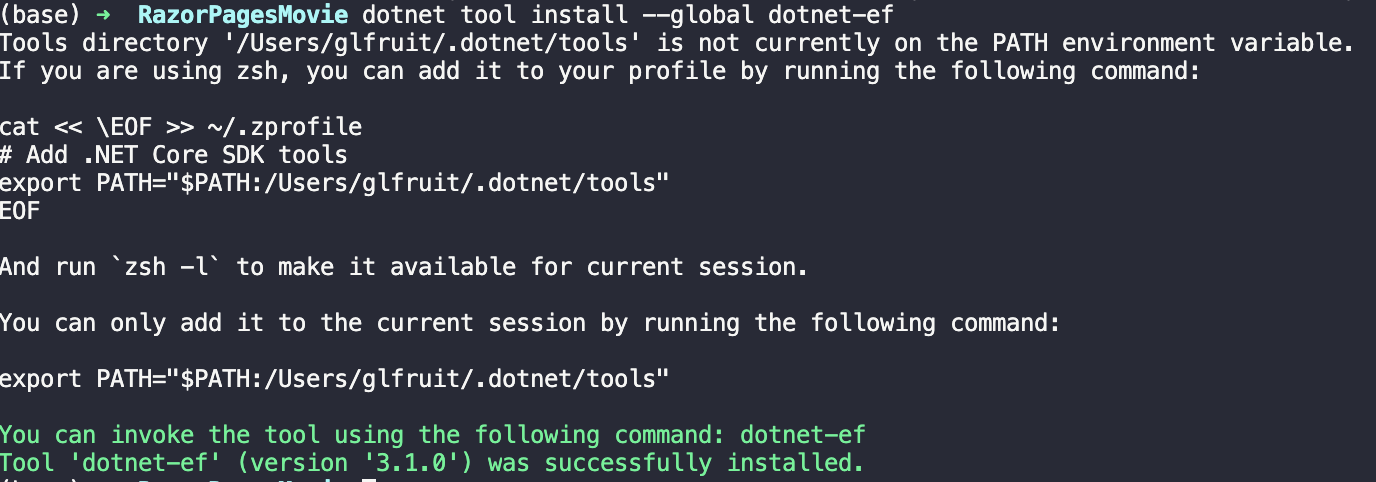 (base) ➜ RazorPagesMovie dotnet tool install --global dotnet-ef
Tools directory '/Users/glfruit/.dotnet/tools' is not currently on the PATH environment variable.
If you are using zsh, you can add it to your profile by running the following command:
cat << \EOF >> ~/.zprofile
# Add .NET Core SDK tools
export PATH="$PATH:/Users/glfruit/.dotnet/tools"
EOF
And run `zsh -l` to make it available for current session.
You can only add it to the current session by running the following command:
export PATH="$PATH:/Users/glfruit/.dotnet/tools"
You can invoke the tool using the following command: dotnet-ef
Tool 'dotnet-ef' (version '3.1.0') was successfully installed.